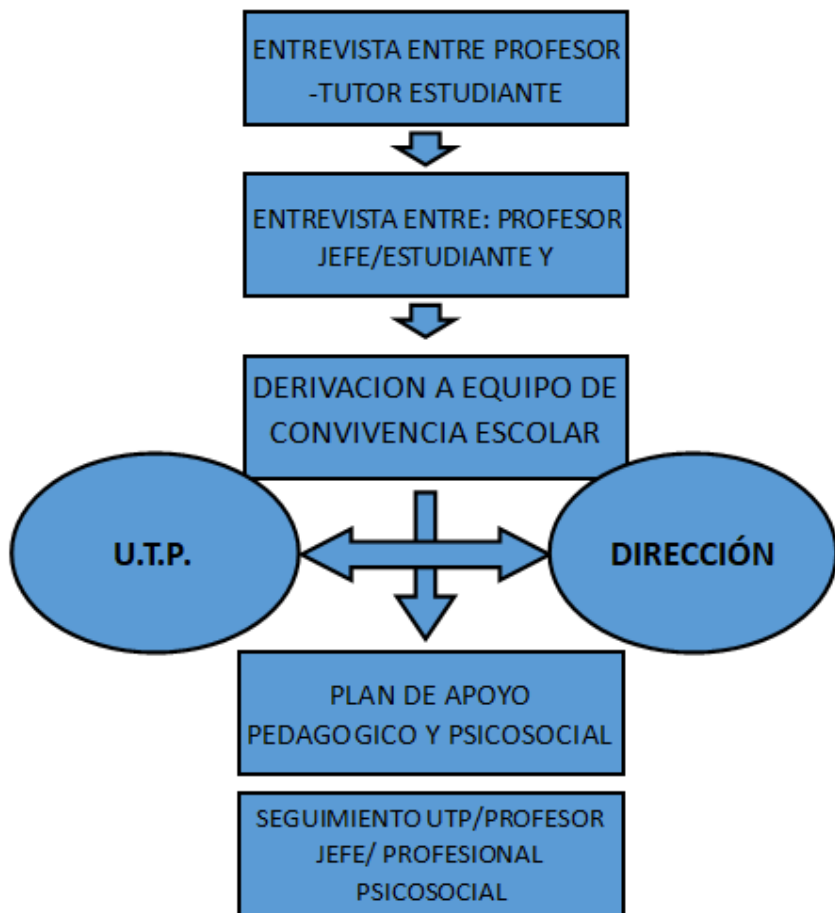 ENTREVISTA ENTRE PROFESOR
-TUTOR ESTUDIANTE
ENTREVISTA ENTRE: PROFESOR
JEFE/ESTUDIANTE Y
DERIVACION A EQUIPO DE
CONVIVENCIA ESCOLAR
U.T.P.
DIRECCIÓN
PLAN DE APOYO
PEDAGOGICO Y PSICOSOCIAL
SEGUIMIENTO UTP/PROFESOR
JEFE/ PROFESIONAL
PSICOSOCIAL